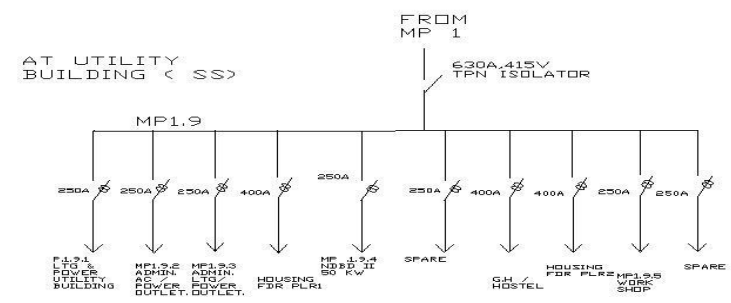 FROM
MP 1
AT UTILITY
BUILDING ( SS)
630A,415V
TPN ISOLATOR
MP1.9
250A
250A
250A
400A
250A
250A
400A
400A
250A
250A
P.1.9.1
LTG &
POWER
UTILITY
BUILDING
MP1.9.2
ADMIN.
AC /
POWER
OUTLET.
MP1.9.3
ADMIN.
LTG/
POWER
OUTLET.
HOUSING
FDR PLR1
MP .1.9.4
NDBD II
50 KW
SPARE
G.H /
HOSTEL
HOUSING
FDR PLR2
MP1.9.5
WORK
SHOP
SPARE